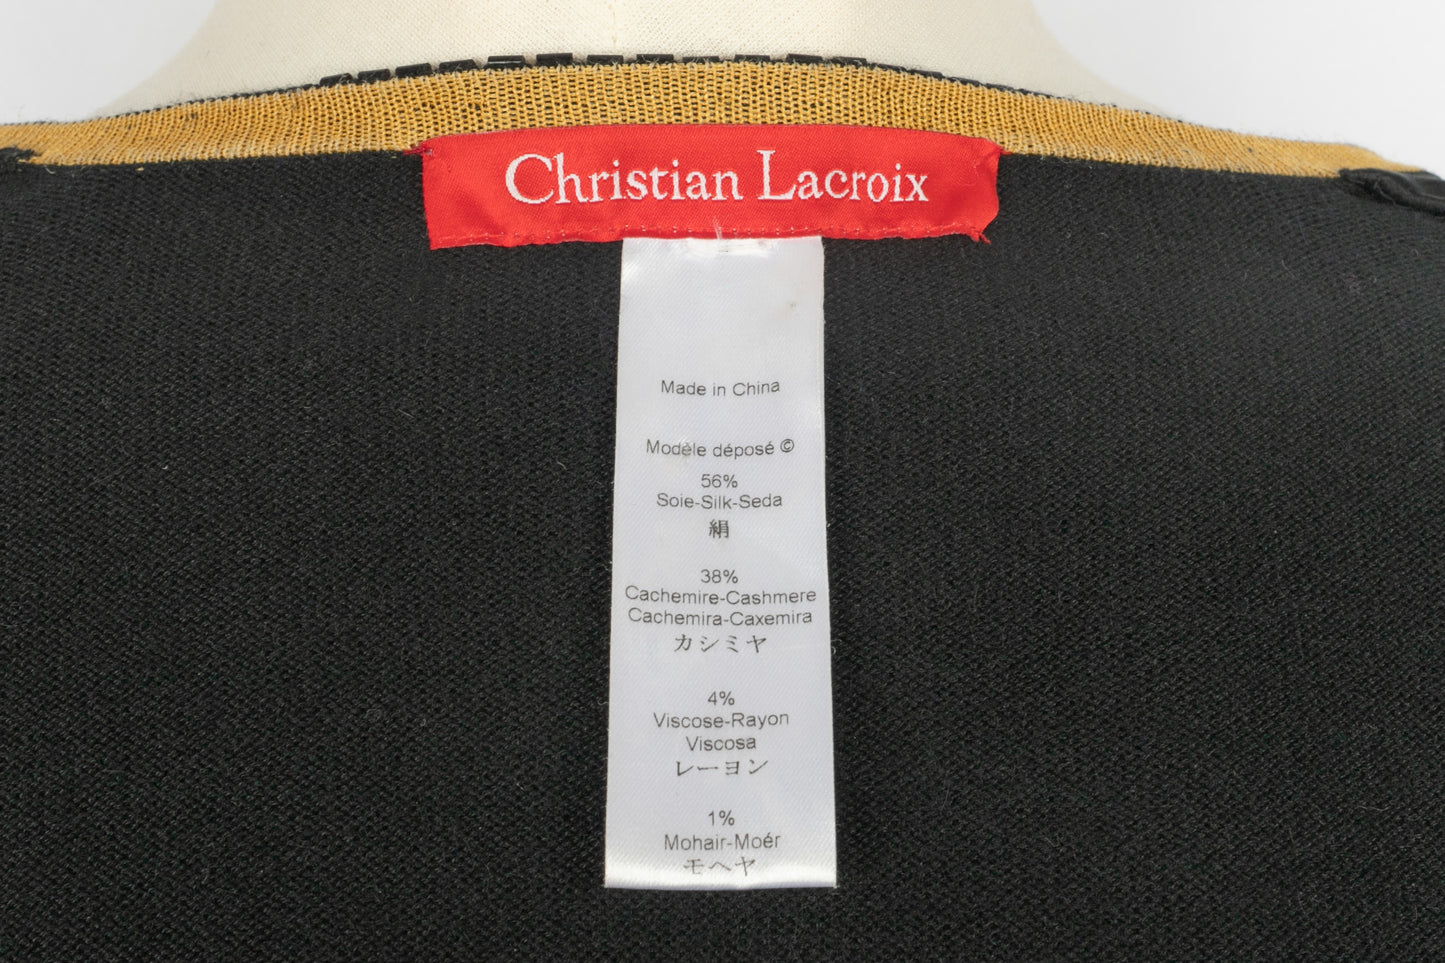 Christian Lacroix
Made in China
Modèle déposé ©
56%
Soie-Silk-Seda
絹
38%
Cachemire-Cashmere
Cachemira-Caxemira
カシミヤ
4%
Viscose-Rayon
Viscosa
レーヨン
1%
Mohair-Moér
モヘヤ